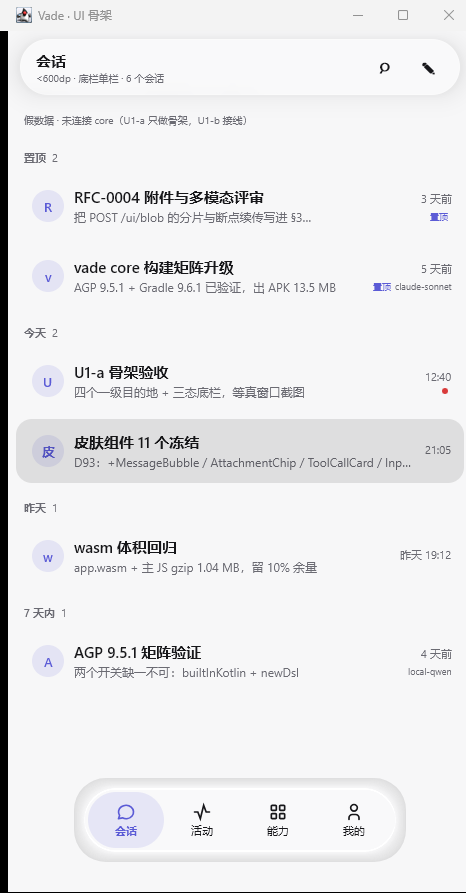 Vade · UI 骨架
会话
<600dp · 底栏单栏 · 6 个会话
假数据 · 未连接 core（U1-a 只做骨架，U1-b 接线）
置顶 2
R
RFC-0004 附件与多模态评审
3 天前
把 POST /ui/blob 的分片与断点续传写进 §3...
置顶
v
vade core 构建矩阵升级
5 天前
AGP 9.5.1 + Gradle 9.6.1 已验证，出 APK 13.5 MB
置顶 claude-sonnet
今天 2
U
U1-a 骨架验收
12:40
四个一级目的地 + 三态底栏，等真窗口截图
皮
皮肤组件 11 个冻结
21:05
D93：+MessageBubble / AttachmentChip / ToolCallCard / Inp...
昨天 1
w
wasm 体积回归
昨天 19:12
app.wasm + 主 JS gzip 1.04 MB，留 10% 余量
7 天内 1
A
AGP 9.5.1 矩阵验证
4 天前
两个开关缺一不可：builtInKotlin + newDsl
local-qwen
会话 活动 能力 我的